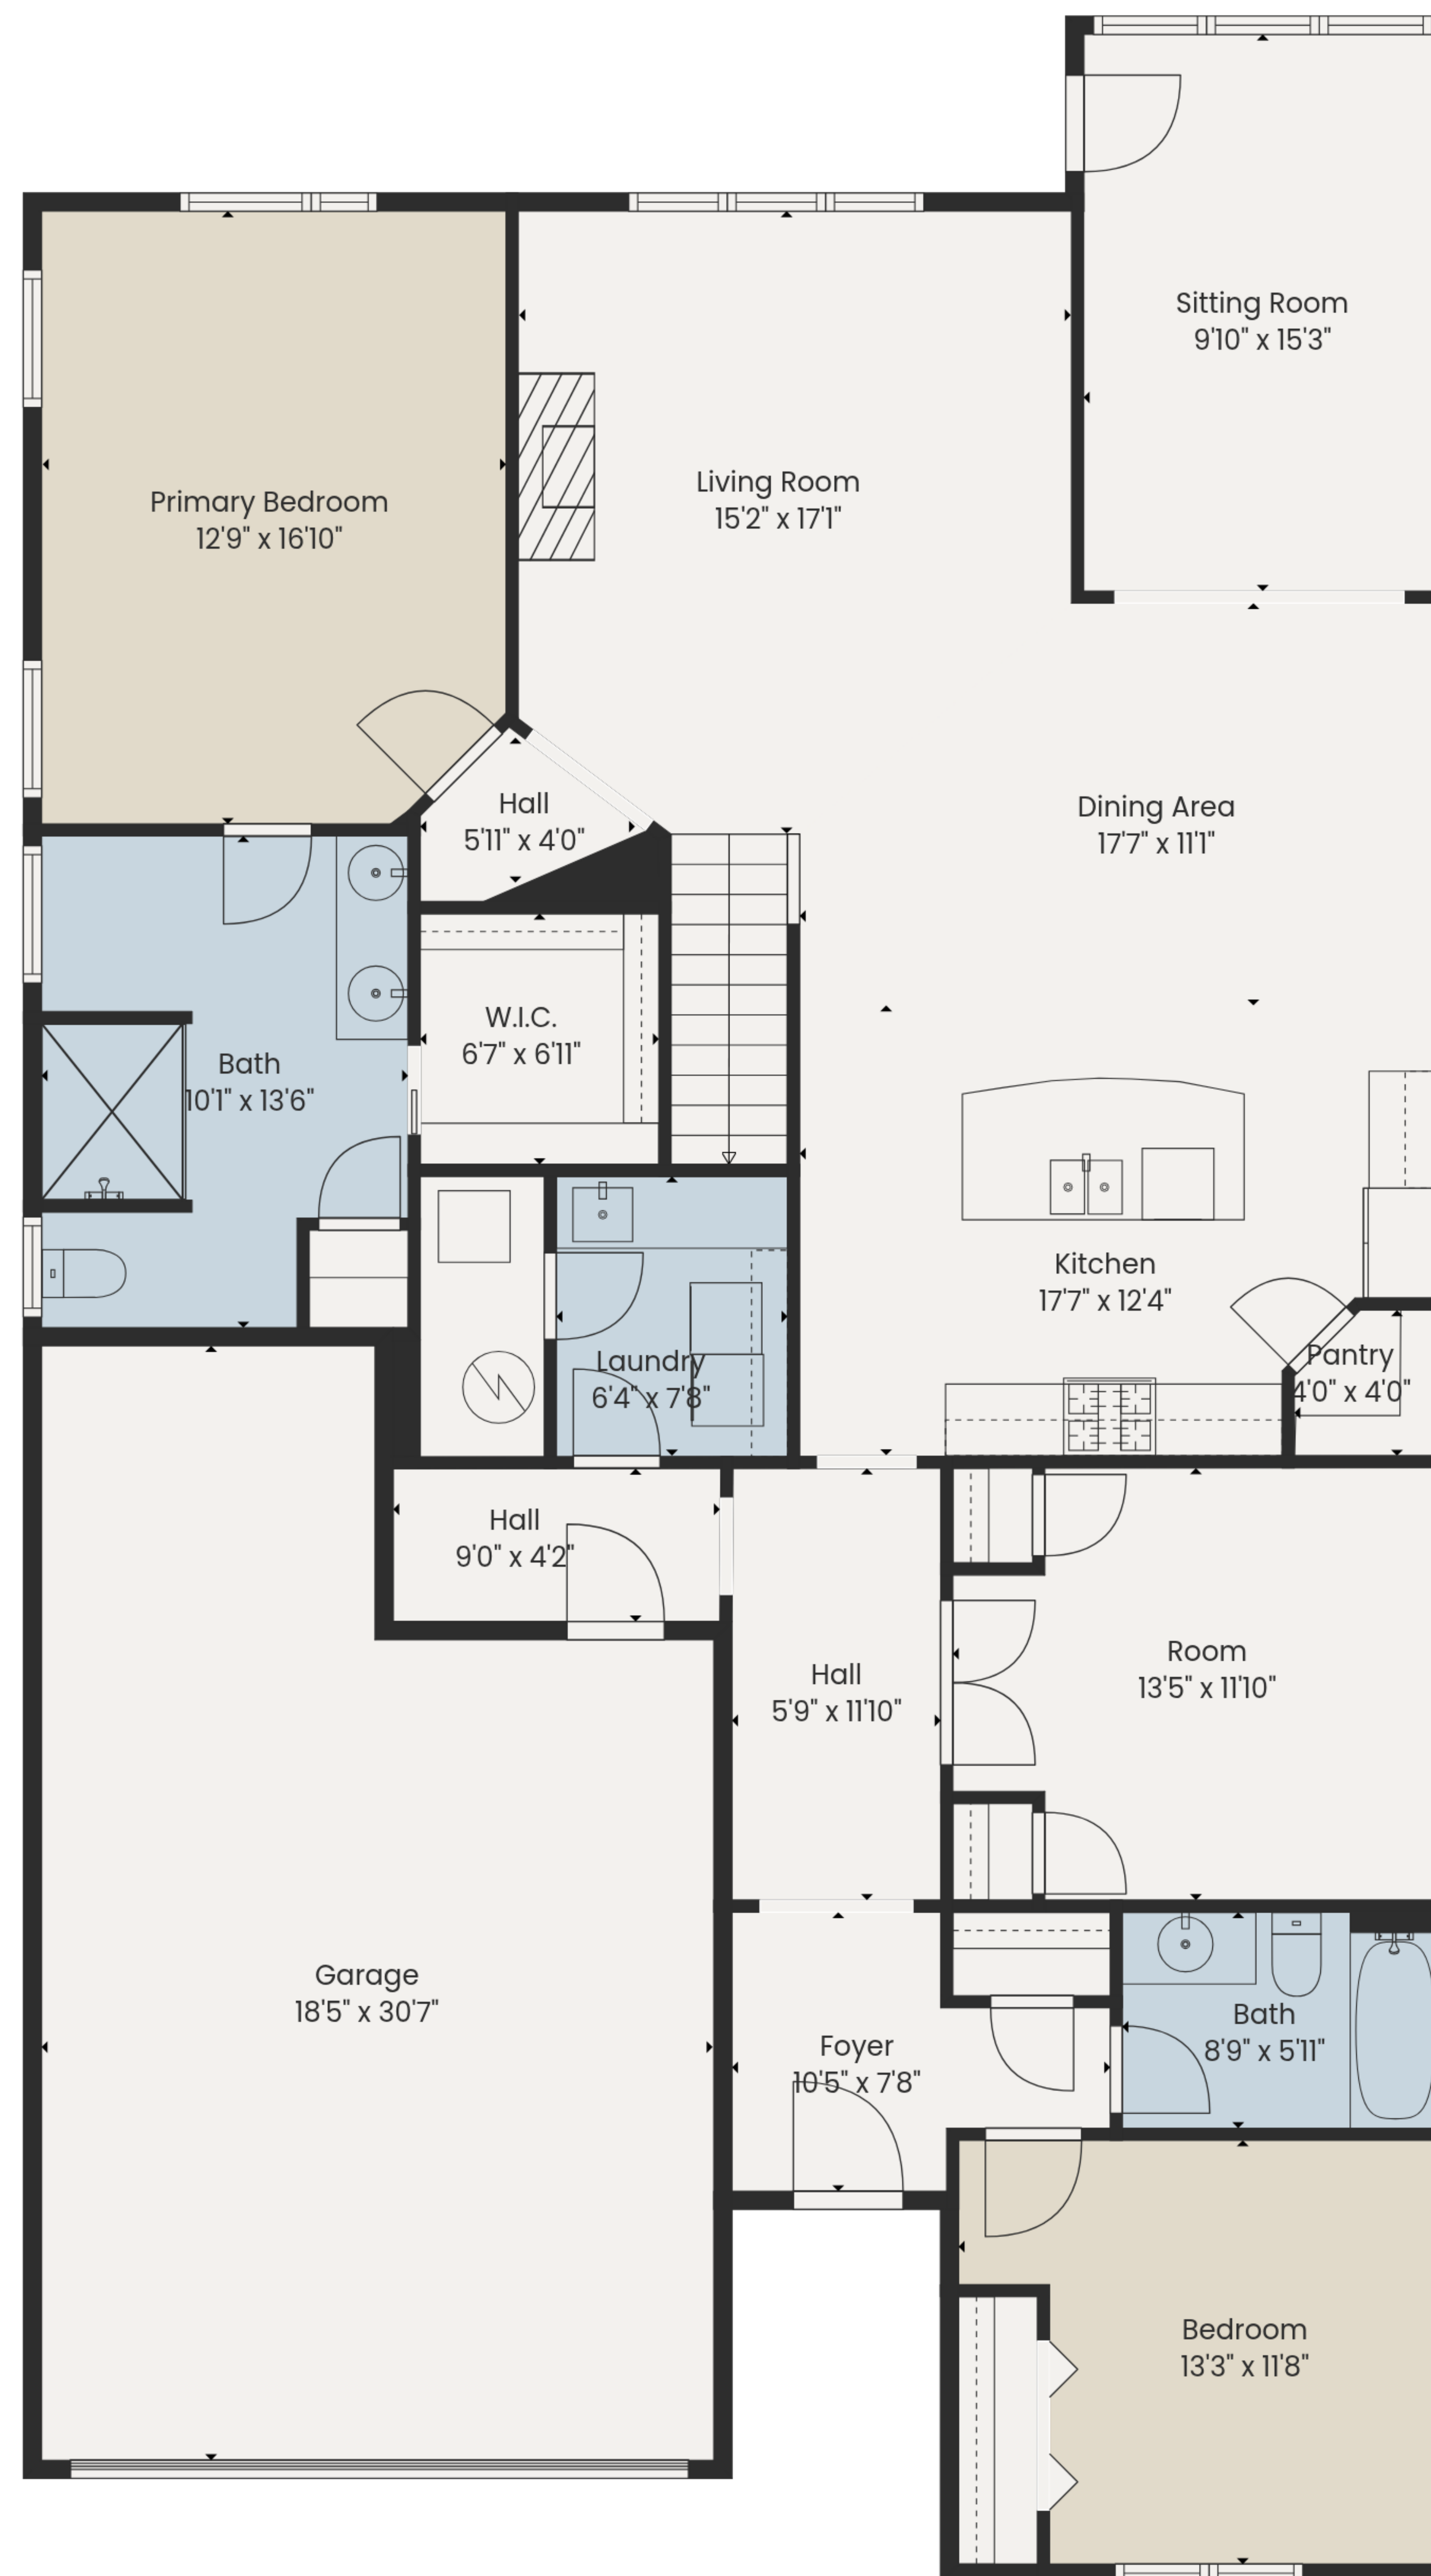 Sitting Room
9'10" x 15'3"
Living Room
15'2" x 17'1"
Primary Bedroom
12'9" x 16'10"
Hall
5'11" x 4'0"
Dining Area
17'7" x 11'1"
W.I.C.
6'7" x 6'11"
Bath
10'1" x 13'6"
Kitchen
17'7" x 12'4"
Pantry
4'0" x 4'0"
Laundry
6'4" x 7'8"
Hall
9'0" x 4'2"
Room
13'5" x 11'10"
Hall
5'9" x 11'10"
Garage
18'5" x 30'7"
Bath
8'9" x 5'11"
Foyer
10'5" x 7'8"
Bedroom
13'3" x 11'8"